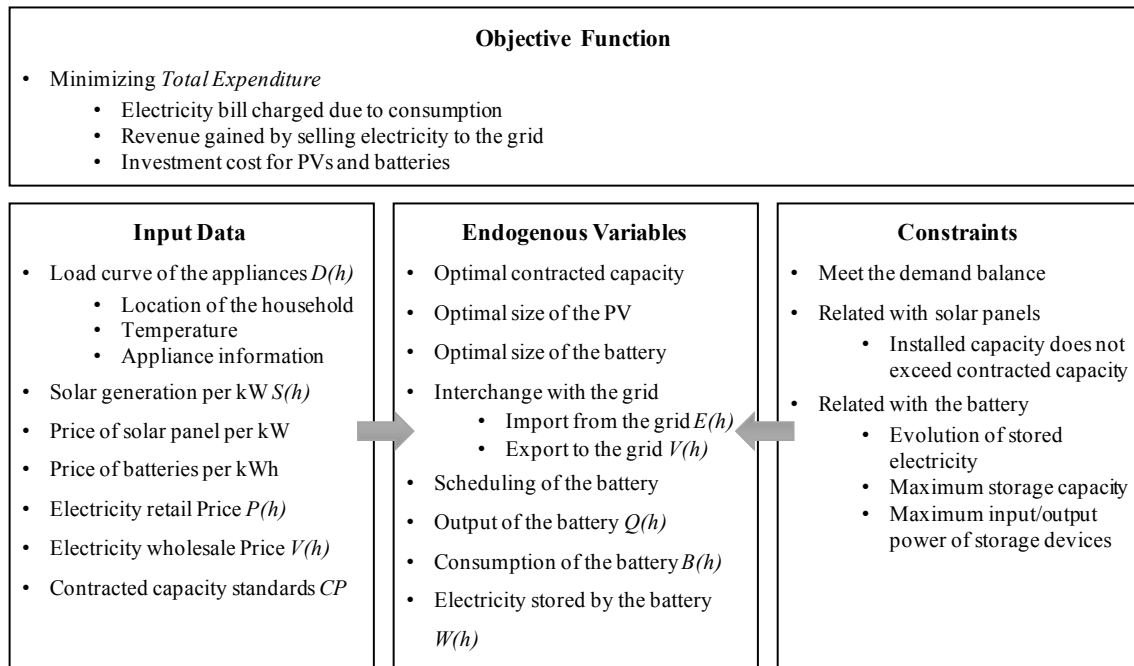 Objective Function
• Minimizing Total Expenditure
• Electricity bill charged due to consumption
• Revenue gained by selling electricity to the grid
• Investment cost for PVs and batteries
Input Data
• Load curve of the appliances D(h)
• Location of the household
• Temperature
• Appliance information
• Solar generation per kW S(h)
• Price of solar panel per kW
• Price of batteries per kWh
• Electricity retail Price P(h)
• Electricity wholesale Price V(h)
• Contracted capacity standards CP
Endogenous Variables
• Optimal contracted capacity
• Optimal size of the PV
• Optimal size of the battery
• Interchange with the grid
• Import from the grid E(h)
• Export to the grid V(h)
• Scheduling of the battery
• Output of the battery Q(h)
• Consumption of the battery B(h)
• Electricity stored by the battery
W(h)
Constraints
• Meet the demand balance
• Related with solar panels
• Installed capacity does not
exceed contracted capacity
• Related with the battery
• Evolution of stored
electricity
• Maximum storage capacity
• Maximum input/output
power of storage devices